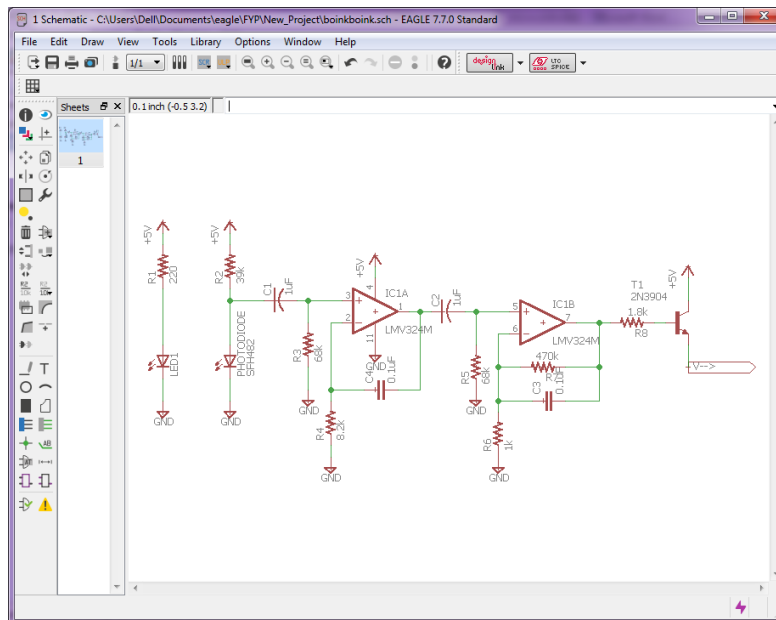 1 Schematic - C:\Users\Dell\Documents\eagle\FYP\New_Project\boinkboink.sch - EAGLE 7.7.0 Standard
File Edit Draw View Tools Library Options Window Help
1/1
design link
LTC SPICE
Sheets
0.1 inch (-0.5 3.2)
1
+5V
R1
220
LED1
GND
+5V
R2
39k
PHOTODIODE
SFH482
GND
C1
1uF
R3
68k
GND
+5V
4
IC1A
3
2
1
11
LMV324M
GND
C4
0.1uF
R4
8.2k
GND
C2
1uF
R5
68k
GND
IC1B
5
6
7
LMV324M
470k
C3
R6
1k
GND
1.8k
R8
T1
2N3904
+5V
V-->